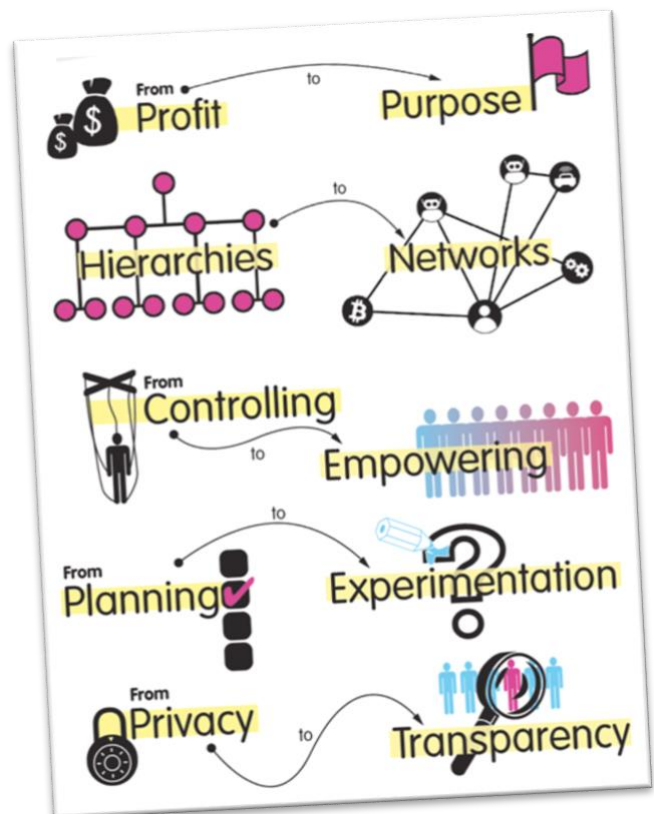 From
Profit
to
Purpose
$
$
Hierarchies
to
Networks
From
Controlling
to
Empowering
From
Planning
to
Experimentation
?
From
Privacy
to
Transparency